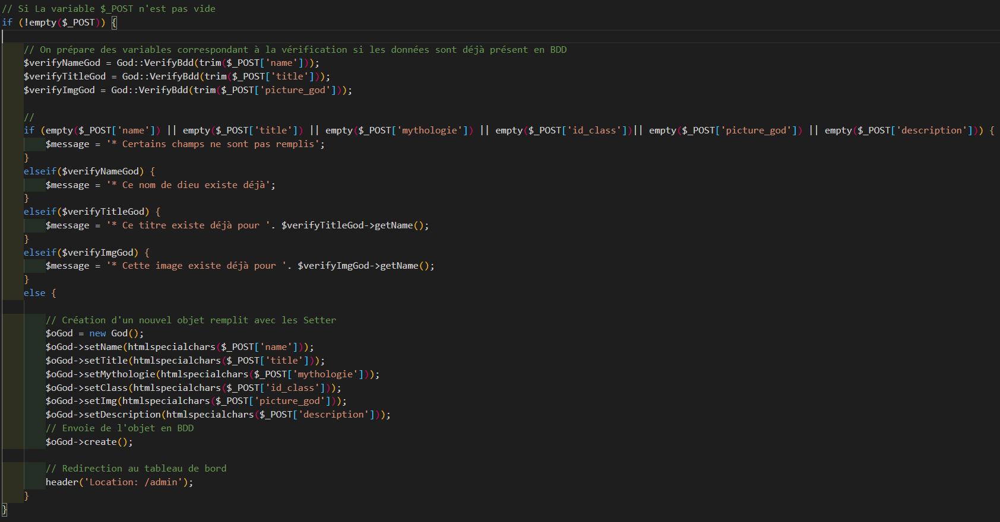 // Si La variable $_POST n'est pas vide
if (!empty($_POST)) {
// On prépare des variables correspondant à la vérification si les données sont déjà présent en BDD
$verifyNameGod = God::VerifyBdd(trim($_POST['name']));
$verifyTitleGod = God::VerifyBdd(trim($_POST['title']));
$verifyImgGod = God::VerifyBdd(trim($_POST['picture_god']));
//
if (empty($_POST['name']) || empty($_POST['title']) || empty($_POST['mythologie']) || empty($_POST['id_class'])|| empty($_POST['picture_god']) || empty($_POST['description'])) {
$message = '* Certains champs ne sont pas remplis';
}
elseif($verifyNameGod) {
$message = '* Ce nom de dieu existe déjà';
}
elseif($verifyTitleGod) {
$message = '* Ce titre existe déjà pour '. $verifyTitleGod->getName();
}
elseif($verifyImgGod) {
$message = '* Cette image existe déjà pour '. $verifyImgGod->getName();
}
else {
// Création d'un nouvel objet remplit avec les Setter
$oGod = new God();
$oGod->setName(htmlspecialchars($_POST['name']));
$oGod->setTitle(htmlspecialchars($_POST['title']));
$oGod->setMythologie(htmlspecialchars($_POST['mythologie']));
$oGod->setClass(htmlspecialchars($_POST['id_class']));
$oGod->setImg(htmlspecialchars($_POST['picture_god']));
$oGod->setDescription(htmlspecialchars($_POST['description']));
// Envoie de l'objet en BDD
$oGod->create();
// Redirection au tableau de bord
header('Location: /admin');
}
}